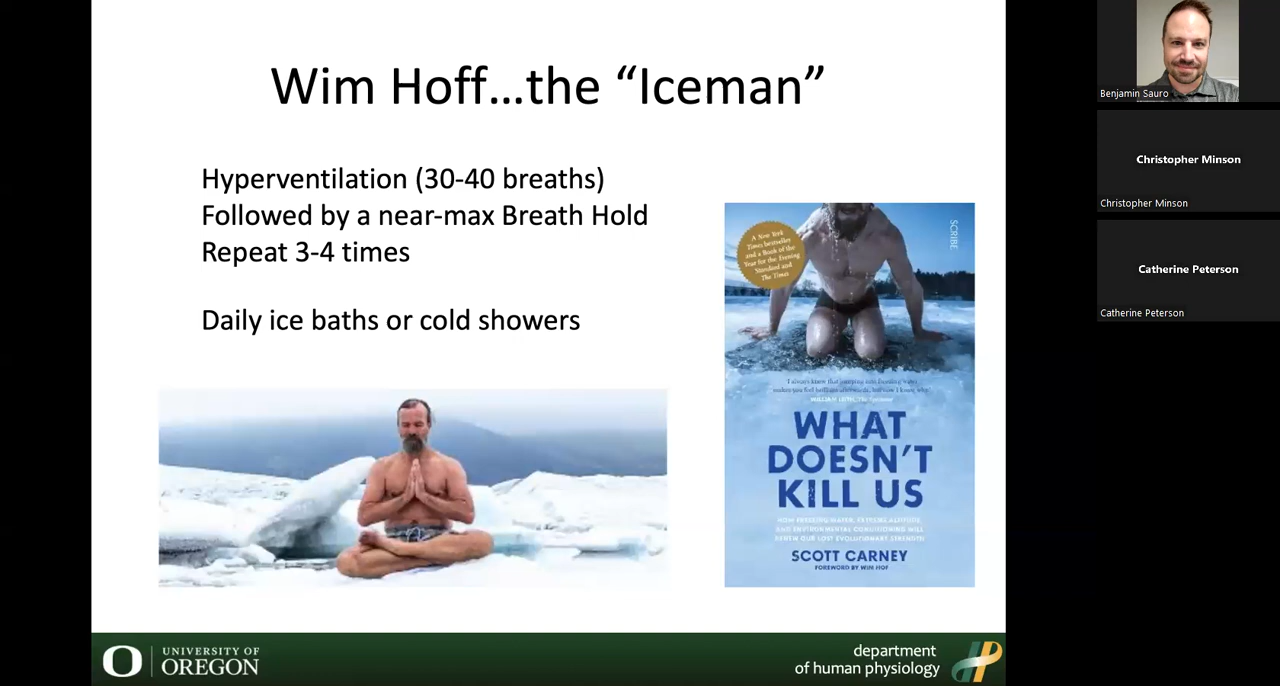 Wim Hoff...the “Iceman”
Hyperventilation (30-40 breaths)
Followed by a near-max Breath Hold
Repeat 3-4 times
Daily ice baths or cold showers
SCRIBE
A New York
Times bestseller
and a Book of the
Year for the Evening
Standard and
The Times
WHAT
DOESN’T
KILL US
HOW FREEZING WATER, EXTREME ALTITUDE,
AND ENVIRONMENTAL CONDITIONING WILL
RENEW OUR LOST EVOLUTIONARY STRENGTH
SCOTT CARNEY
FOREWORD BY WIM HOF
O
UNIVERSITY OF
OREGON
department
of human physiology
Benjamin Sauro
Christopher Minson
Christopher Minson
Catherine Peterson
Catherine Peterson